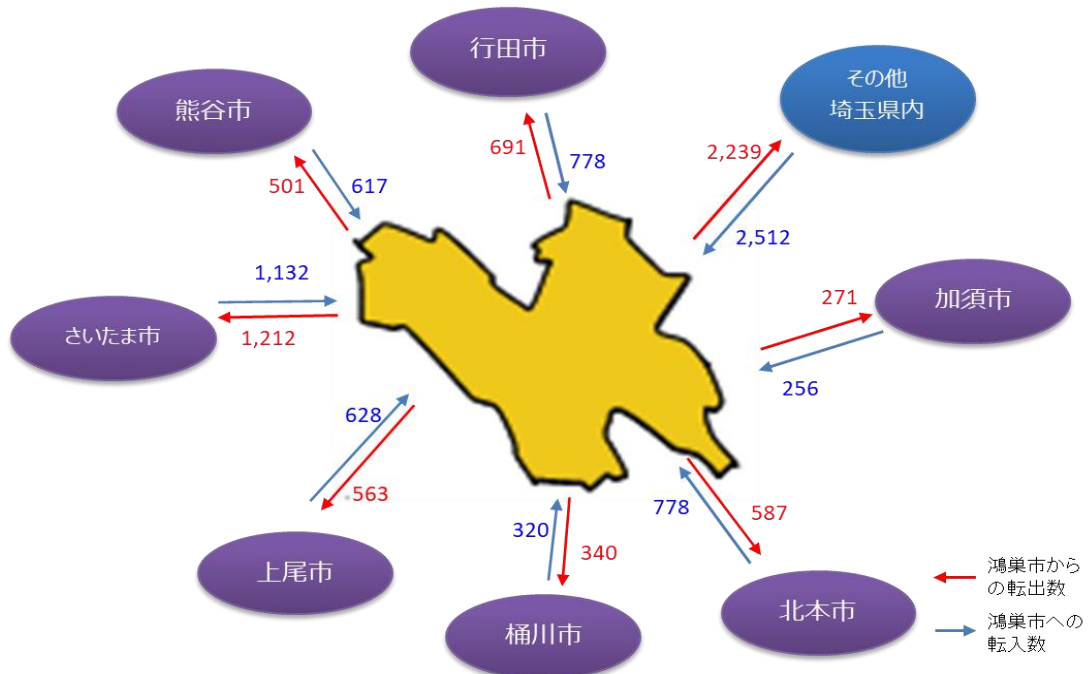 行田市
その他
埼玉県内
熊谷市
691
778
2,239
501
617
2,512
1,132
271
加須市
さいたま市
1,212
256
628
563
778
587
320
340
上尾市
桶川市
北本市
鴻巣市から
の転出数
鴻巣市への
転入数